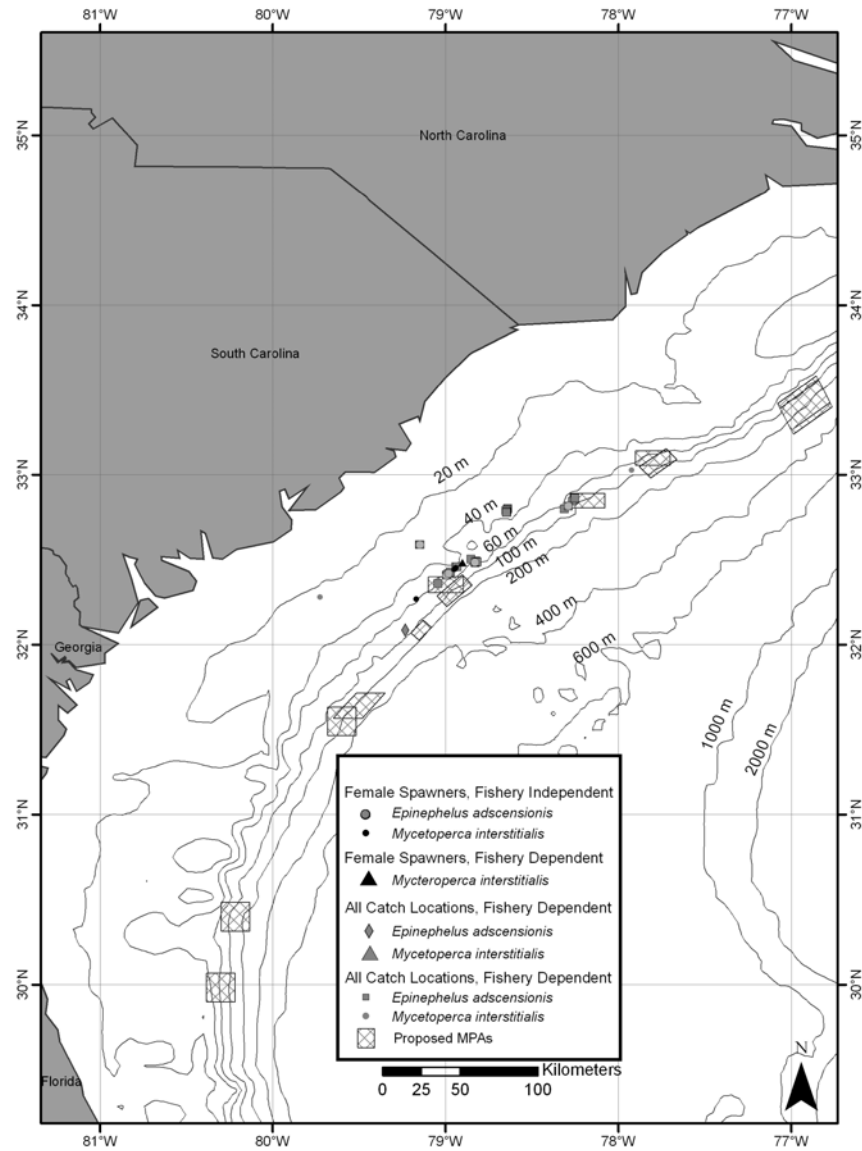 81°W 80°W 79°W 78°W 77°W
35°N 35°N
North Carolina
34°N 34°N
South Carolina
33°N 33°N
20 m
40 m
60 m
100 m
200 m
400 m
600 m
1000 m
2000 m
32°N 32°N
Georgia
31°N 31°N
30°N 30°N
Florida
Female Spawners, Fishery Independent
Epinephelus adscensionis
Mycetoperca interstitialis
Female Spawners, Fishery Dependent
Mycteroperca interstitialis
All Catch Locations, Fishery Dependent
Epinephelus adscensionis
Mycetoperca interstitialis
All Catch Locations, Fishery Dependent
Epinephelus adscensionis
Mycetoperca interstitialis
Proposed MPAs
Kilometers
0 25 50 100
N
81°W 80°W 79°W 78°W 77°W